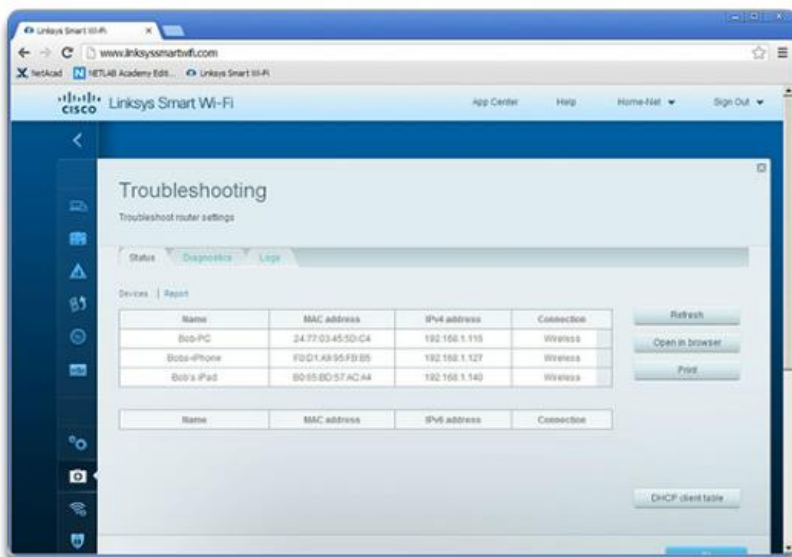 Linksys Smart Wi-Fi
www.linksyssmartwifi.com
NetAcad NETLAB Academy Edit... Linksys Smart Wi-Fi
CISCO Linksys Smart Wi-Fi App Center Help Home-Net Sign Out
Troubleshooting
Troubleshoot router settings
Status Diagnostics Logs
Devices | Report
Name MAC address IPv4 address Connection
Bob-PC 24:77:03:45:5D:C4 192.168.1.115 Wireless
Bobs-iPhone F0:D1:A9:95:FB:B5 192.168.1.127 Wireless
Bob's iPad B0:65:BD:57:AC:A4 192.168.1.140 Wireless
Refresh
Open in browser
Print
Name MAC address IPv6 address Connection
DHCP client table